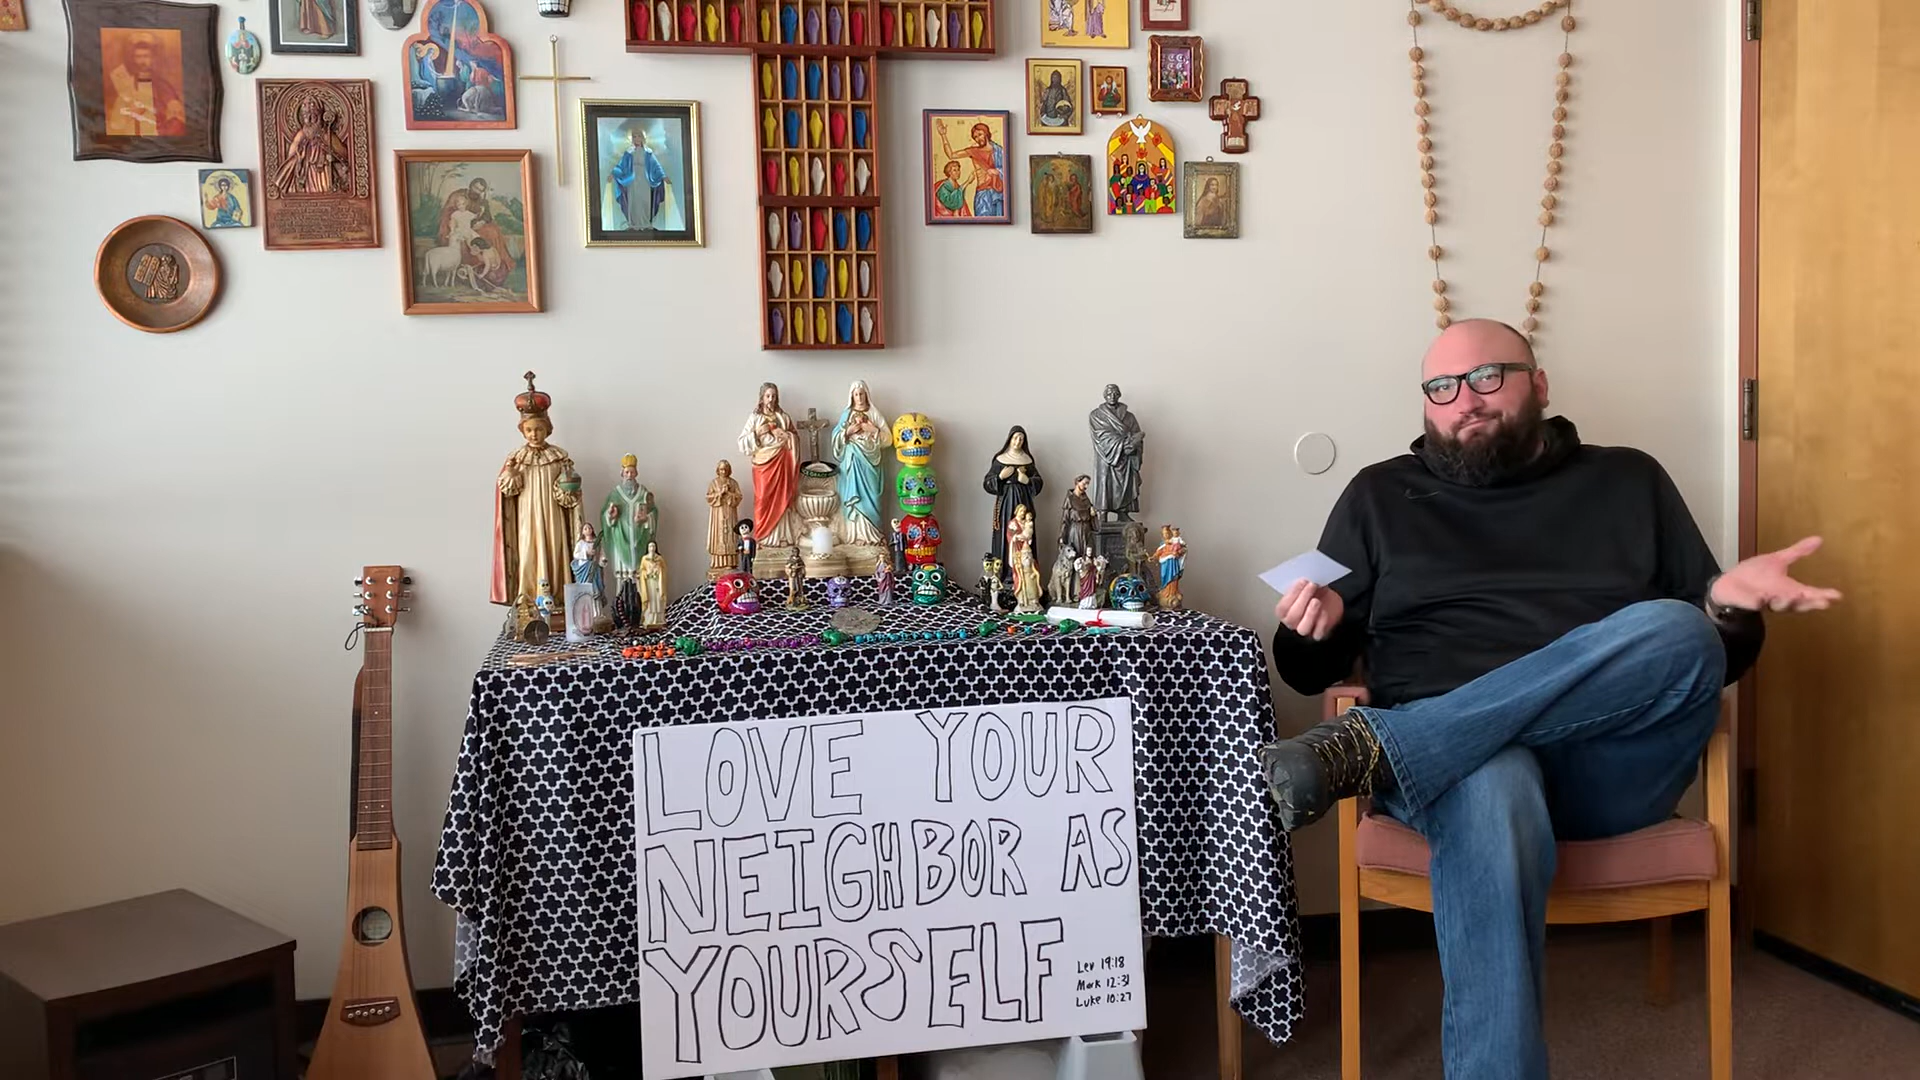 LOVE YOUR
NEIGHBOR AS
YOURSELF
Lev 19:18
Mark 12:31
Luke 10:27